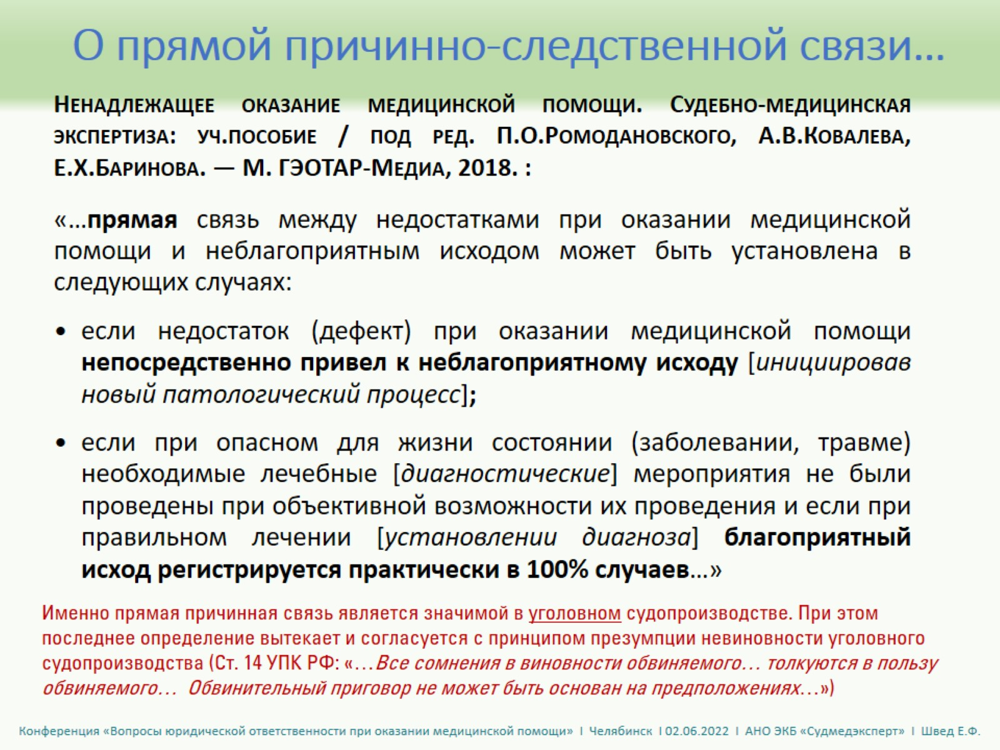 О прямой причинно-следственной связи...
Ненадлежащее оказание медицинской помощи. Судебно-медицинская
экспертиза: уч.пособие / под ред. П.О.Ромодановского, А.В.Ковалева,
Е.Х.Баринова. — М. ГЭОТАР-Медиа, 2018. :
«...прямая связь между недостатками при оказании медицинской
помощи и неблагоприятным исходом может быть установлена в
следующих случаях:
• если недостаток (дефект) при оказании медицинской помощи
непосредственно привел к неблагоприятному исходу [инициировав
новый патологический процесс];
• если при опасном для жизни состоянии (заболевании, травме)
необходимые лечебные [диагностические] мероприятия не были
проведены при объективной возможности их проведения и если при
правильном лечении [установлении диагноза] благоприятный
исход регистрируется практически в 100% случаев...»
Именно прямая причинная связь является значимой в уголовном судопроизводстве. При этом
последнее определение вытекает и согласуется с принципом презумпции невиновности уголовного
судопроизводства (Ст. 14 УПК РФ: «...Все сомнения в виновности обвиняемого... толкуются в пользу
обвиняемого... Обвинительный приговор не может быть основан на предположениях...»)
Конференция «Вопросы юридической ответственности при оказании медицинской помощи» I Челябинск I 02.06.2022 I АНО ЭКБ «Судмедэксперт» I Швед Е.Ф.